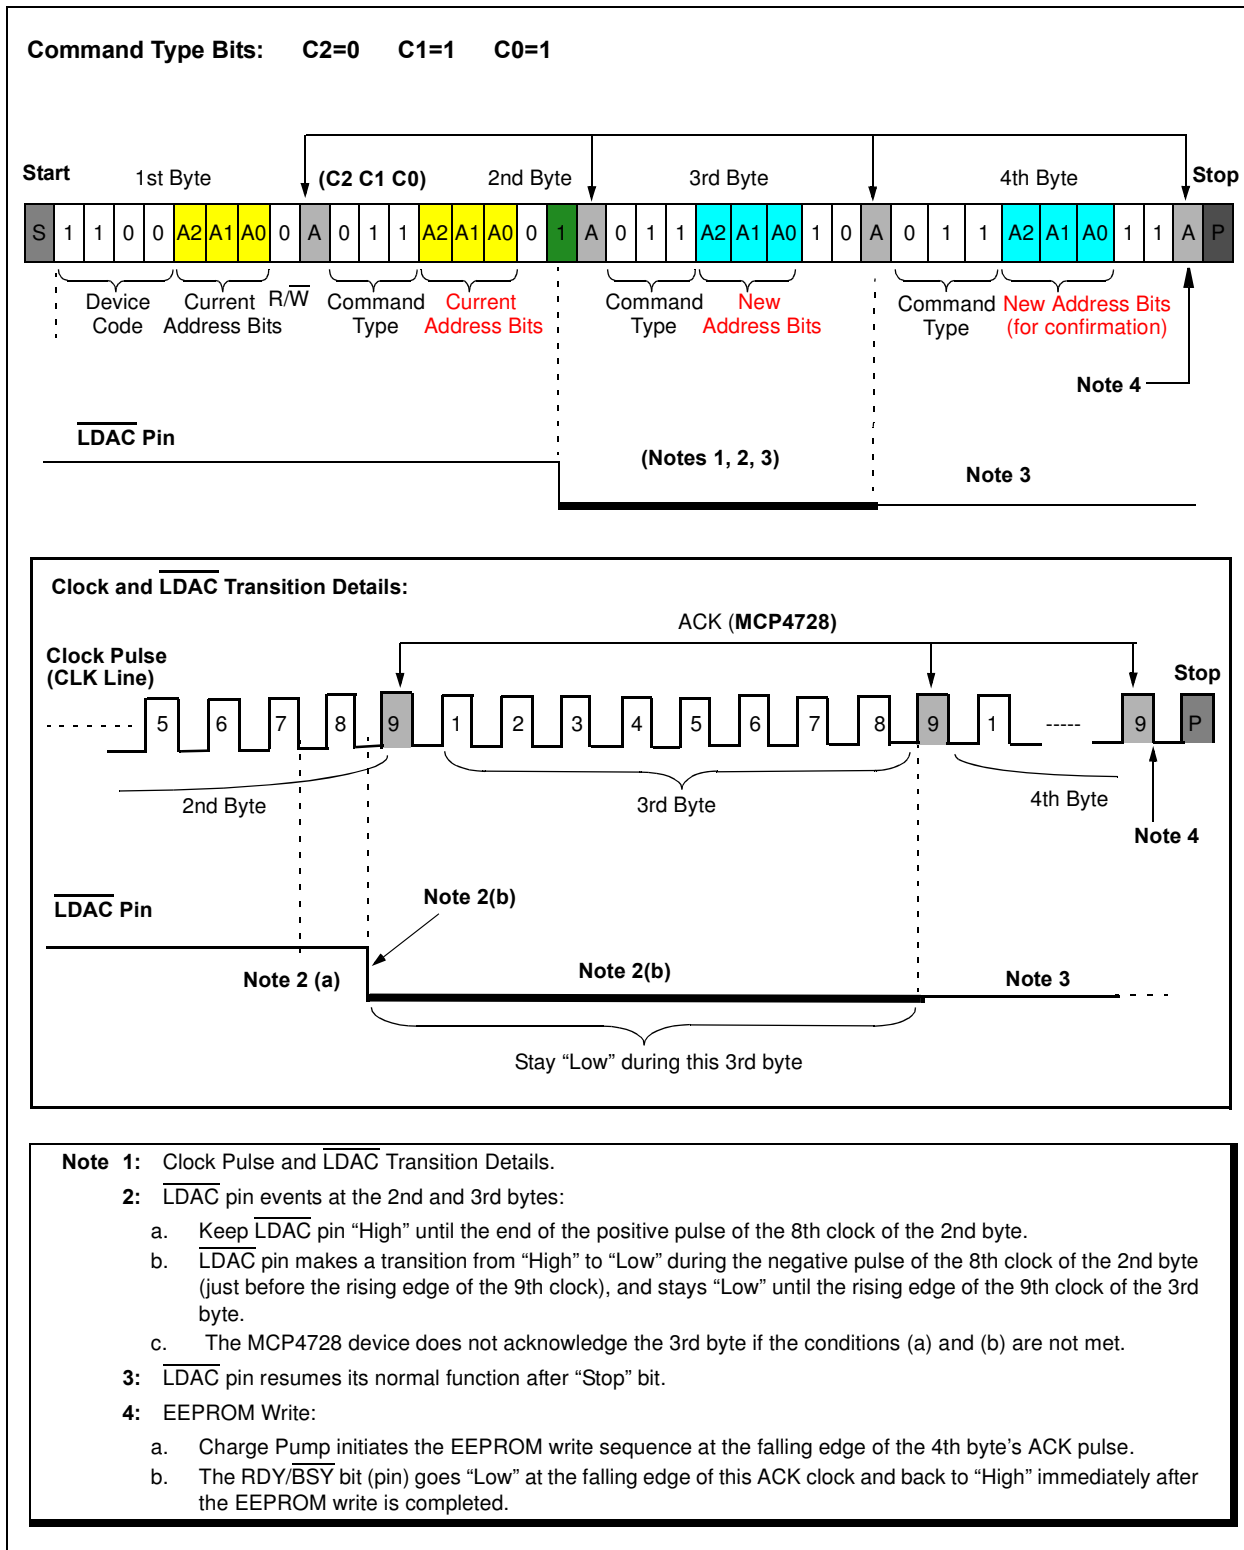 Command Type Bits: C2=0 C1=1 C0=1
Start 1st Byte (C2 C1 C0) 2nd Byte 3rd Byte 4th Byte Stop
S 1 1 0 0 A2 A1 A0 0 A 0 1 1 A2 A1 A0 0 1 A 0 1 1 A2 A1 A0 1 0 A 0 1 1 A2 A1 A0 1 1 A P
Device Code
Current Address Bits
R/W
Command Type
Current Address Bits
Command Type
New Address Bits
Command Type
New Address Bits (for confirmation)
Note 4
LDAC Pin
(Notes 1, 2, 3)
Note 3
Clock and LDAC Transition Details:
ACK (MCP4728)
Clock Pulse
(CLK Line)
Stop
5 6 7 8 9 1 2 3 4 5 6 7 8 9 1 ----- 9 P
2nd Byte 3rd Byte 4th Byte
Note 4
Note 2(b)
LDAC Pin
Note 2 (a) Note 2(b) Note 3
Stay “Low” during this 3rd byte
Note 1: Clock Pulse and LDAC Transition Details.
2: LDAC pin events at the 2nd and 3rd bytes:
a. Keep LDAC pin “High” until the end of the positive pulse of the 8th clock of the 2nd byte.
b. LDAC pin makes a transition from “High” to “Low” during the negative pulse of the 8th clock of the 2nd byte
(just before the rising edge of the 9th clock), and stays “Low” until the rising edge of the 9th clock of the 3rd
byte.
c. The MCP4728 device does not acknowledge the 3rd byte if the conditions (a) and (b) are not met.
3: LDAC pin resumes its normal function after “Stop” bit.
4: EEPROM Write:
a. Charge Pump initiates the EEPROM write sequence at the falling edge of the 4th byte’s ACK pulse.
b. The RDY/BSY bit (pin) goes “Low” at the falling edge of this ACK clock and back to “High” immediately after
the EEPROM write is completed.